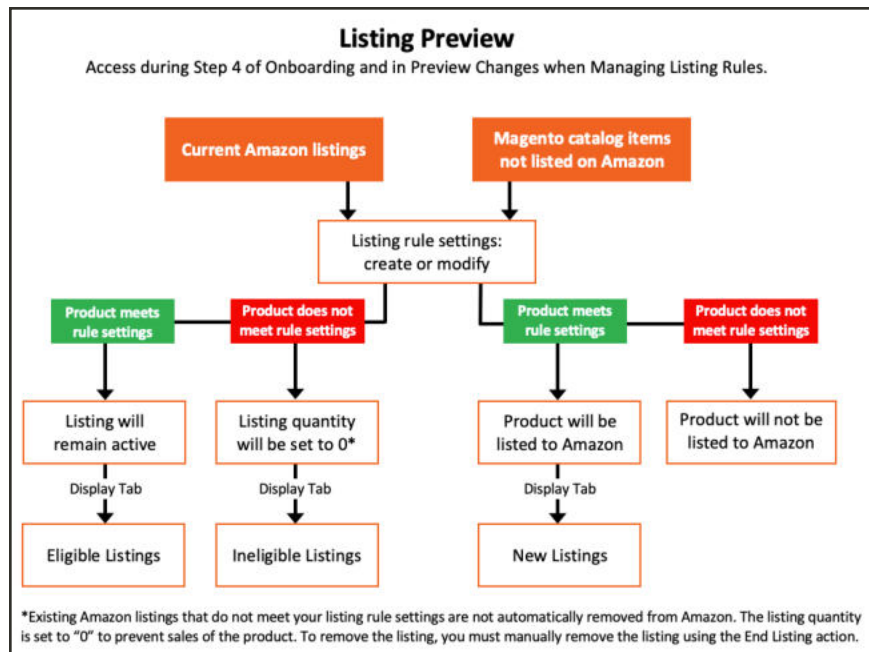 Listing Preview
Access during Step 4 of Onboarding and in Preview Changes when Managing Listing Rules.
Current Amazon listings
Magento catalog items
not listed on Amazon
Listing rule settings:
create or modify
Product meets
rule settings
Product does not
meet rule settings
Product meets
rule settings
Product does not
meet rule settings
Listing will
remain active
Listing quantity
will be set to 0*
Product will be
listed to Amazon
Product will not be
listed to Amazon
Display Tab
Display Tab
Display Tab
Eligible Listings
Ineligible Listings
New Listings
*Existing Amazon listings that do not meet your listing rule settings are not automatically removed from Amazon. The listing quantity
is set to “0” to prevent sales of the product. To remove the listing, you must manually remove the listing using the End Listing action.